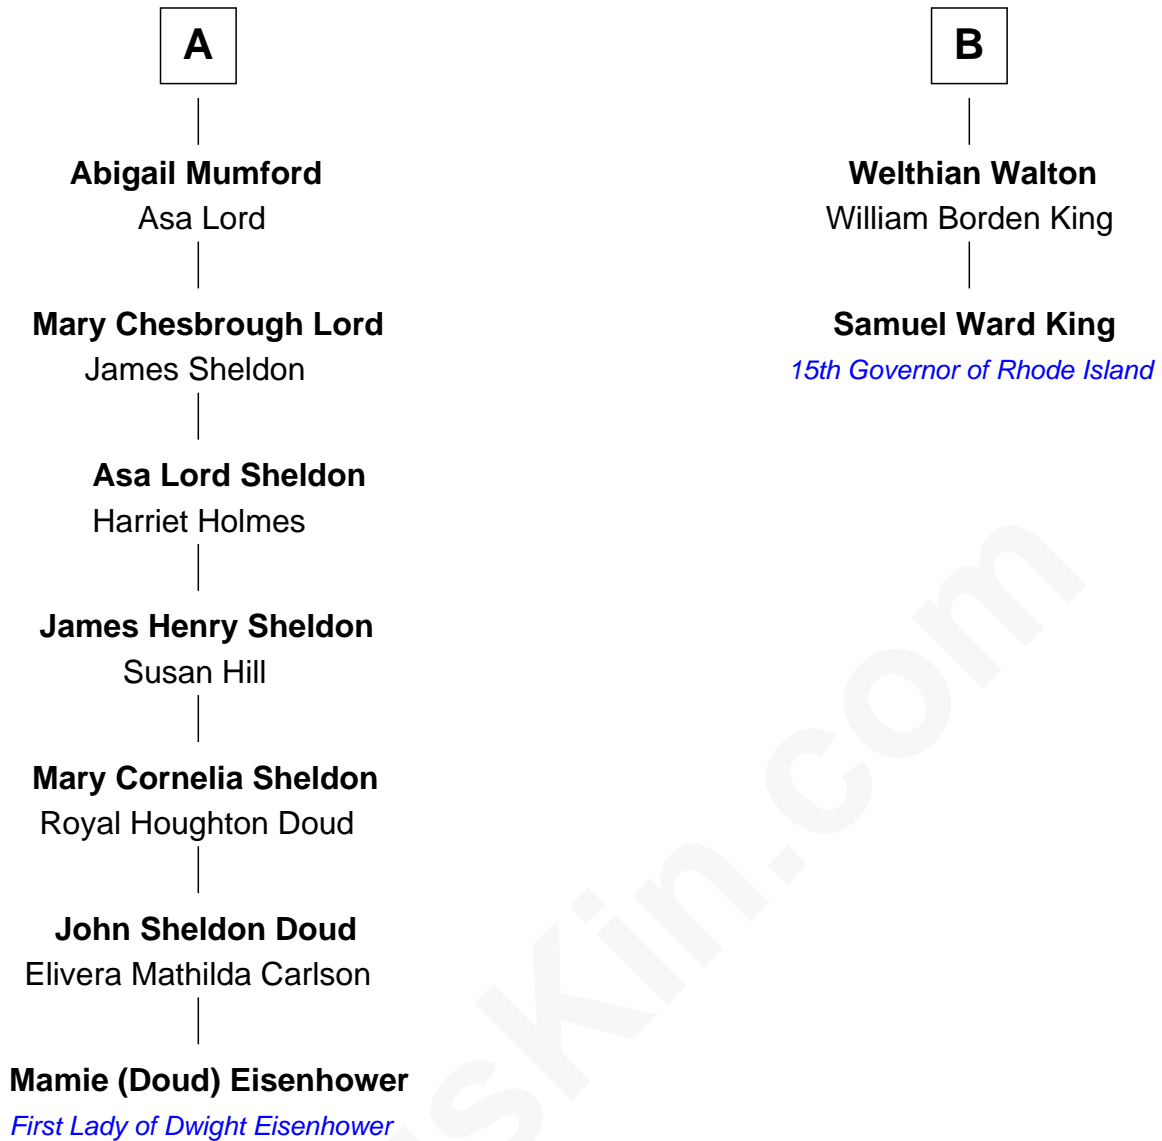 A
Abigail Mumford
Asa Lord
Mary Chesbrough Lord
James Sheldon
Asa Lord Sheldon
Harriet Holmes
James Henry Sheldon
Susan Hill
Mary Cornelia Sheldon
Royal Houghton Doud
John Sheldon Doud
Elivera Mathilda Carlson
Mamie (Doud) Eisenhower
First Lady of Dwight Eisenhower
B
Welthian Walton
William Borden King
Samuel Ward King
15th Governor of Rhode Island
sKin.com